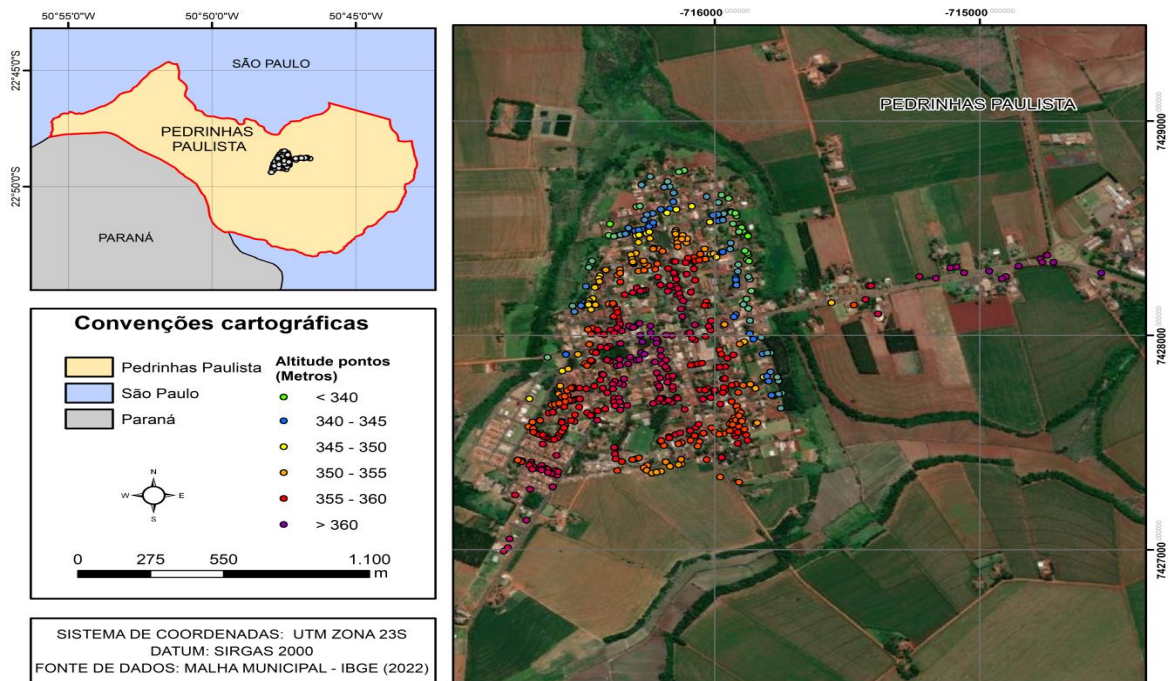 50°55'0"W
50°50'0"W
50°45'0"W
22°45'0"S
22°50'0"S
SÃO PAULO
PEDRINHAS
PAULISTA
PARANÁ
Convenções cartográficas
Pedrinhas Paulista
São Paulo
Paraná
Altitude pontos
(Metros)
< 340
340 - 345
345 - 350
350 - 355
355 - 360
> 360
N
W
E
S
0
275
550
1.100
m
SISTEMA DE COORDENADAS: UTM ZONA 23S
DATUM: SIRGAS 2000
FONTE DE DADOS: MALHA MUNICIPAL - IBGE (2022)
-716000,000000
-715000,000000
PEDRINHAS PAULISTA
7429000
7428000
7427000